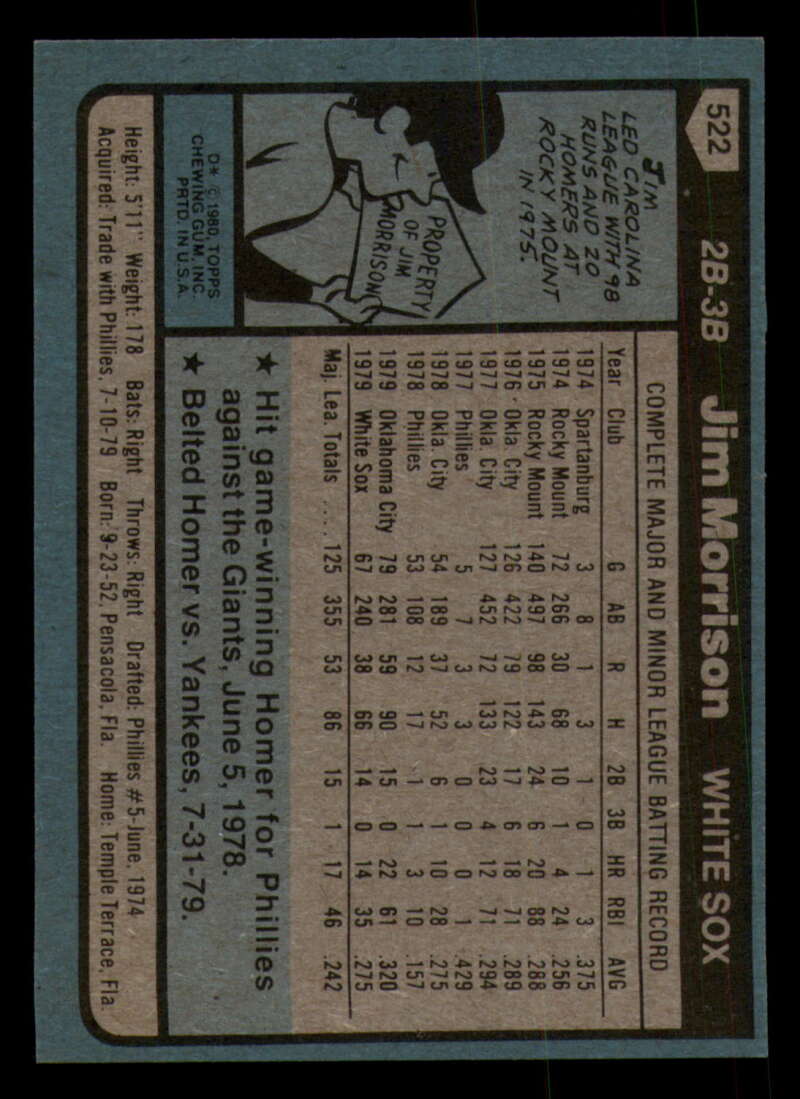 522 2B-3B Jim Morrison WHITE SOX
JIM
LED CAROLINA
LEAGUE WITH 98
RUNS AND 20
HOMERS AT
ROCKY MOUNT
IN 1975.
PROPERTY
OF JIM
MORRISON
D* © 1980 TOPPS
CHEWING GUM, INC.
PRTD. IN U.S.A.
COMPLETE MAJOR AND MINOR LEAGUE BATTING RECORD
Year Club G AB R H 2B 3B HR RBI AVG
1974 Spartanburg 3 8 1 3 1 0 1 3 .375
1974 Rocky Mount 72 266 30 68 10 1 4 24 .256
1975 Rocky Mount 140 497 98 143 24 6 20 88 .288
1976 Okla. City 126 422 79 122 17 6 18 71 .289
1977 Okla. City 127 452 72 133 23 4 12 71 .294
1977 Phillies 5 7 3 3 0 0 0 1 .429
1978 Okla. City 54 189 37 52 6 1 10 28 .275
1978 Phillies 53 108 12 17 1 1 3 10 .157
1979 Oklahoma City 79 281 59 90 15 0 22 61 .320
1979 White Sox 67 240 38 66 14 0 14 35 .275
Maj. Lea. Totals .... 125 355 53 86 15 1 17 46 .242
★ Hit game-winning Homer for Phillies
against the Giants, June 5, 1978.
★ Belted Homer vs. Yankees, 7-31-79.
Height: 5'11" Weight: 178 Bats: Right Throws: Right Drafted: Phillies #5-June, 1974
Acquired: Trade with Phillies, 7-10-79 Born: 9-23-52, Pensacola, Fla. Home: Temple Terrace, Fla.